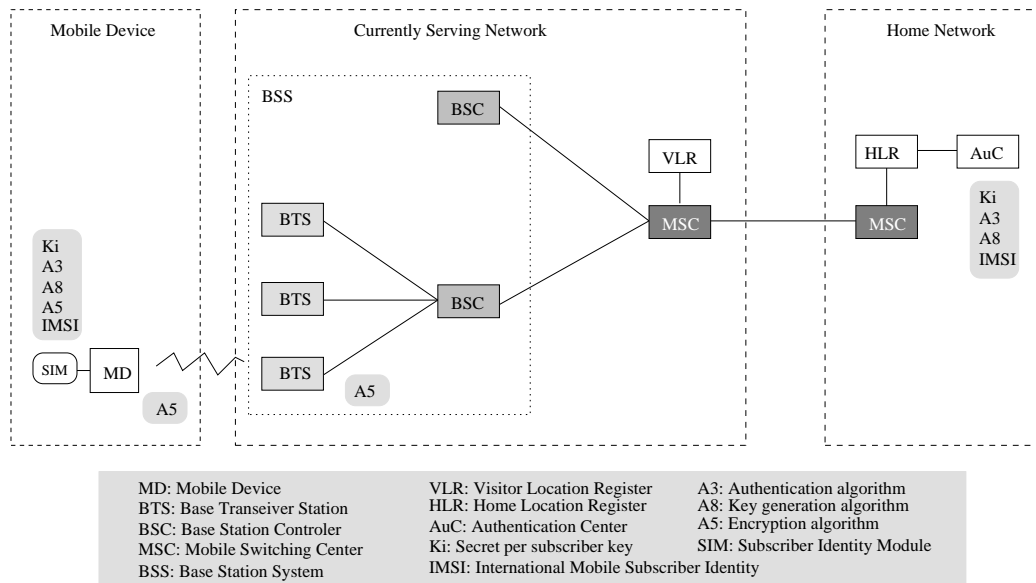 Mobile Device
Currently Serving Network
Home Network
BSS
BSC
VLR
HLR
AuC
BTS
MSC
MSC
Ki
A3
A8
IMSI
Ki
A3
A8
A5
IMSI
BTS
BSC
SIM
MD
BTS
A5
A5
MD: Mobile Device
BTS: Base Transeiver Station
BSC: Base Station Controler
MSC: Mobile Switching Center
BSS: Base Station System
VLR: Visitor Location Register
HLR: Home Location Register
AuC: Authentication Center
Ki: Secret per subscriber key
IMSI: International Mobile Subscriber Identity
A3: Authentication algorithm
A8: Key generation algorithm
A5: Encryption algorithm
SIM: Subscriber Identity Module